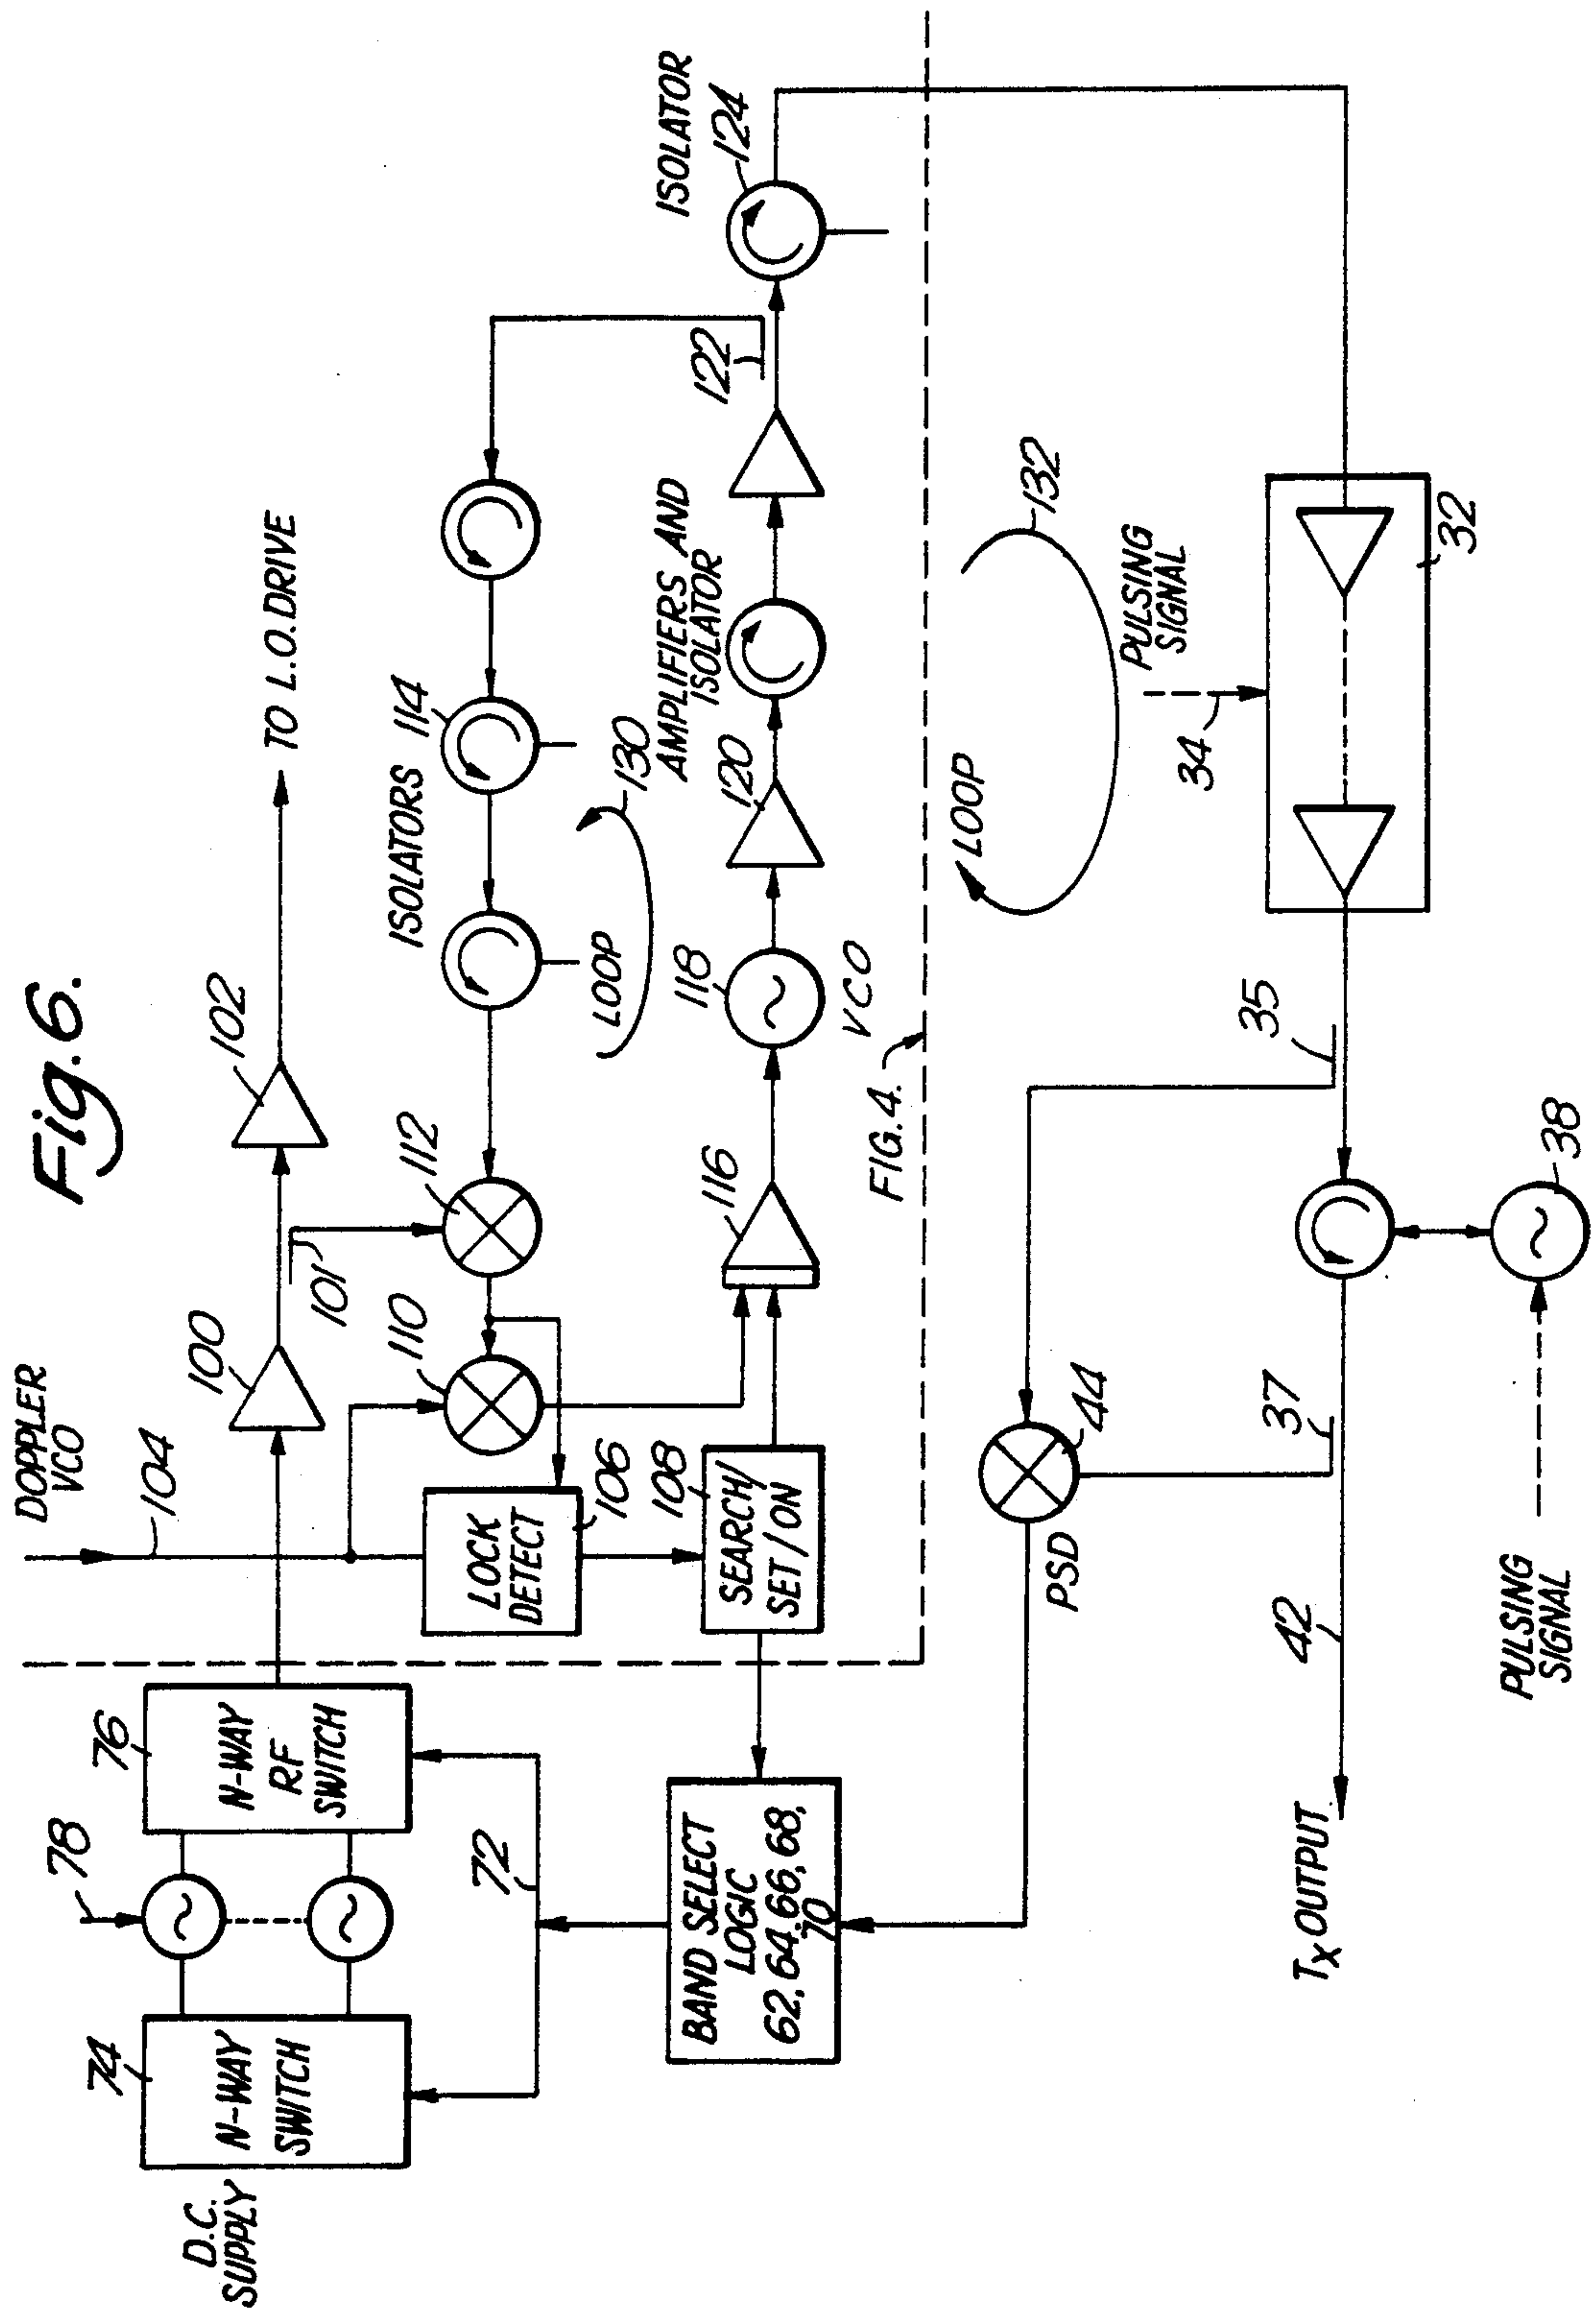 Fig.6.
D.C.
SUPPLY
74
N-WAY
SWITCH
78
76
N-WAY
RF
SWITCH
72
DOPPLER
VCO
104
100
101
102
TO L.O. DRIVE
BAND SELECT
LOGIC
62, 64, 66, 68,
70
LOCK
DETECT
106
SEARCH/
SET/ON
108
110
112
ISOLATORS 114
LOOP
130
116
118
VCO
120
AMPLIFIERS AND
ISOLATOR
122
ISOLATOR
124
FIG.4.
LOOP
132
PSD
44
PULSING
SIGNAL
34
32
35
37
42
TX OUTPUT
PULSING
SIGNAL
38